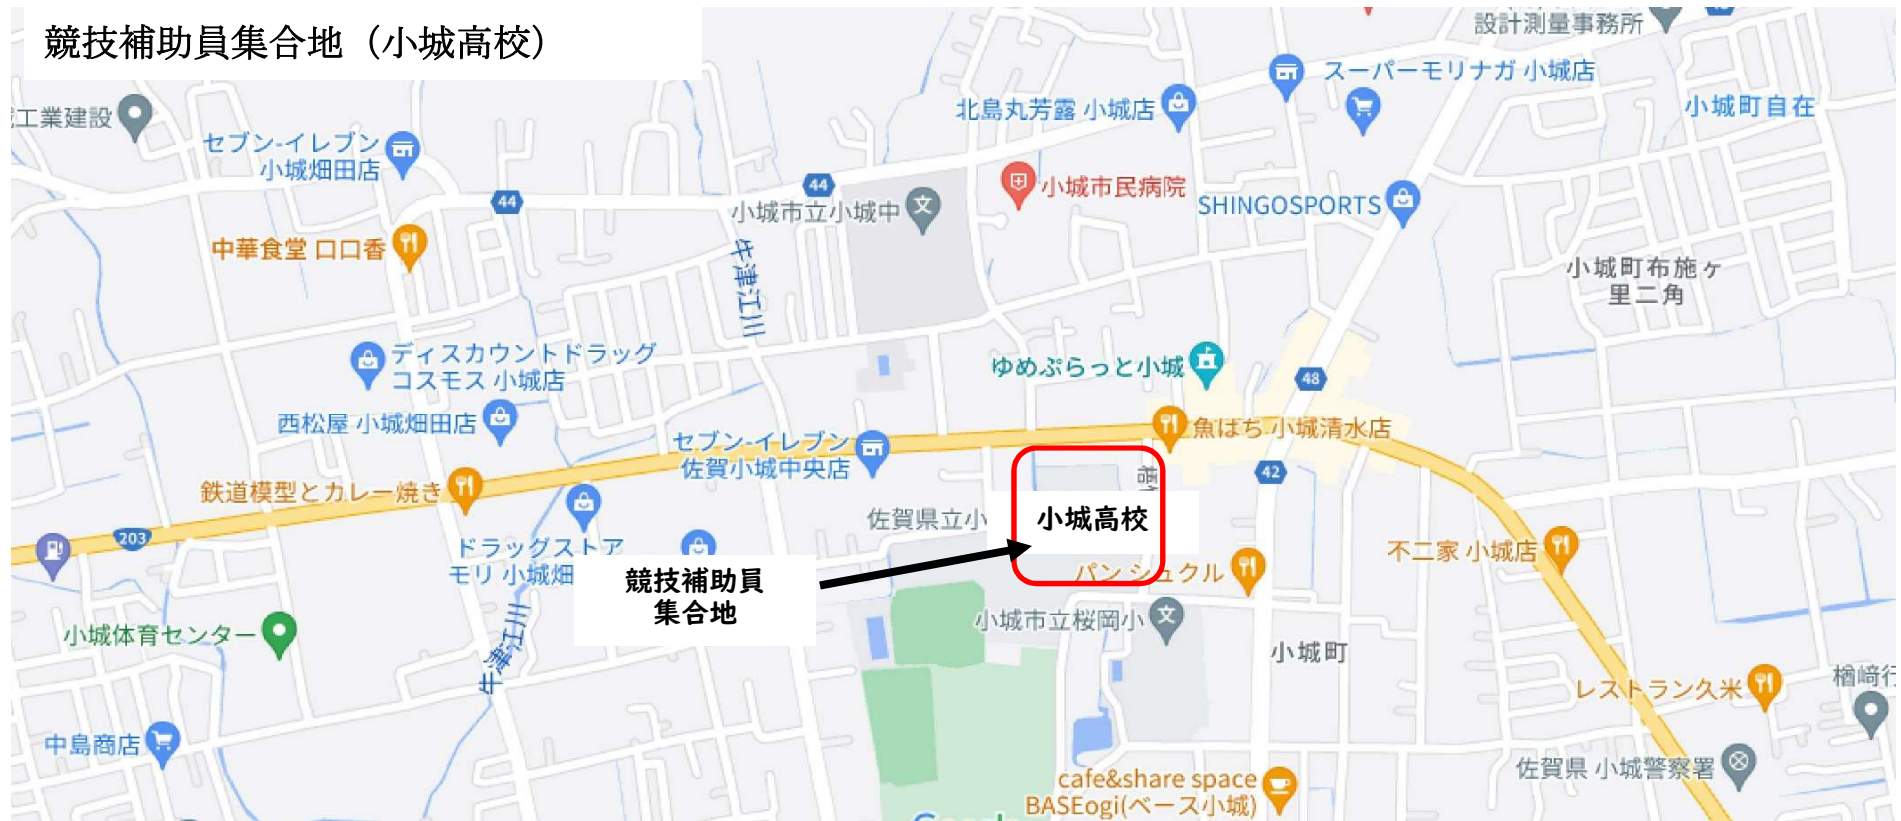 競技補助員集合地（小城高校）
設計測量事務所
スーパーモリナガ 小城店
北島丸芳露 小城店
小城町自在
工業建設
セブン-イレブン
小城畑田店
44
44
小城市民病院
小城市立小城中
SHINGOSPORTS
中華食堂 口口香
牛津江川
小城町布施ヶ
里二角
ディスカウントドラッグ
コスモス 小城店
ゆめぷらっと小城
48
西松屋 小城畑田店
セブン-イレブン
佐賀小城中央店
魚はち 小城清水店
42
鉄道模型とカレー焼き
佐賀県立小
小城高校
203
ドラッグストア
モリ 小城畑
不二家 小城店
競技補助員
集合地
パン シュクル
小城体育センター
牛津江川
小城市立桜岡小
小城町
レストラン久米
楢﨑行
中島商店
佐賀県 小城警察署
cafe&share space
BASEogi(ベース小城)